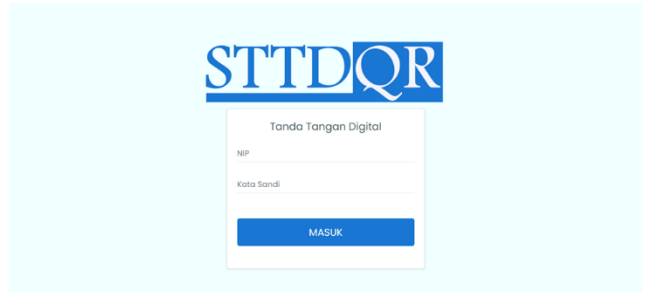 STTDQR
Tanda Tangan Digital
NIP
Kata Sandi
MASUK